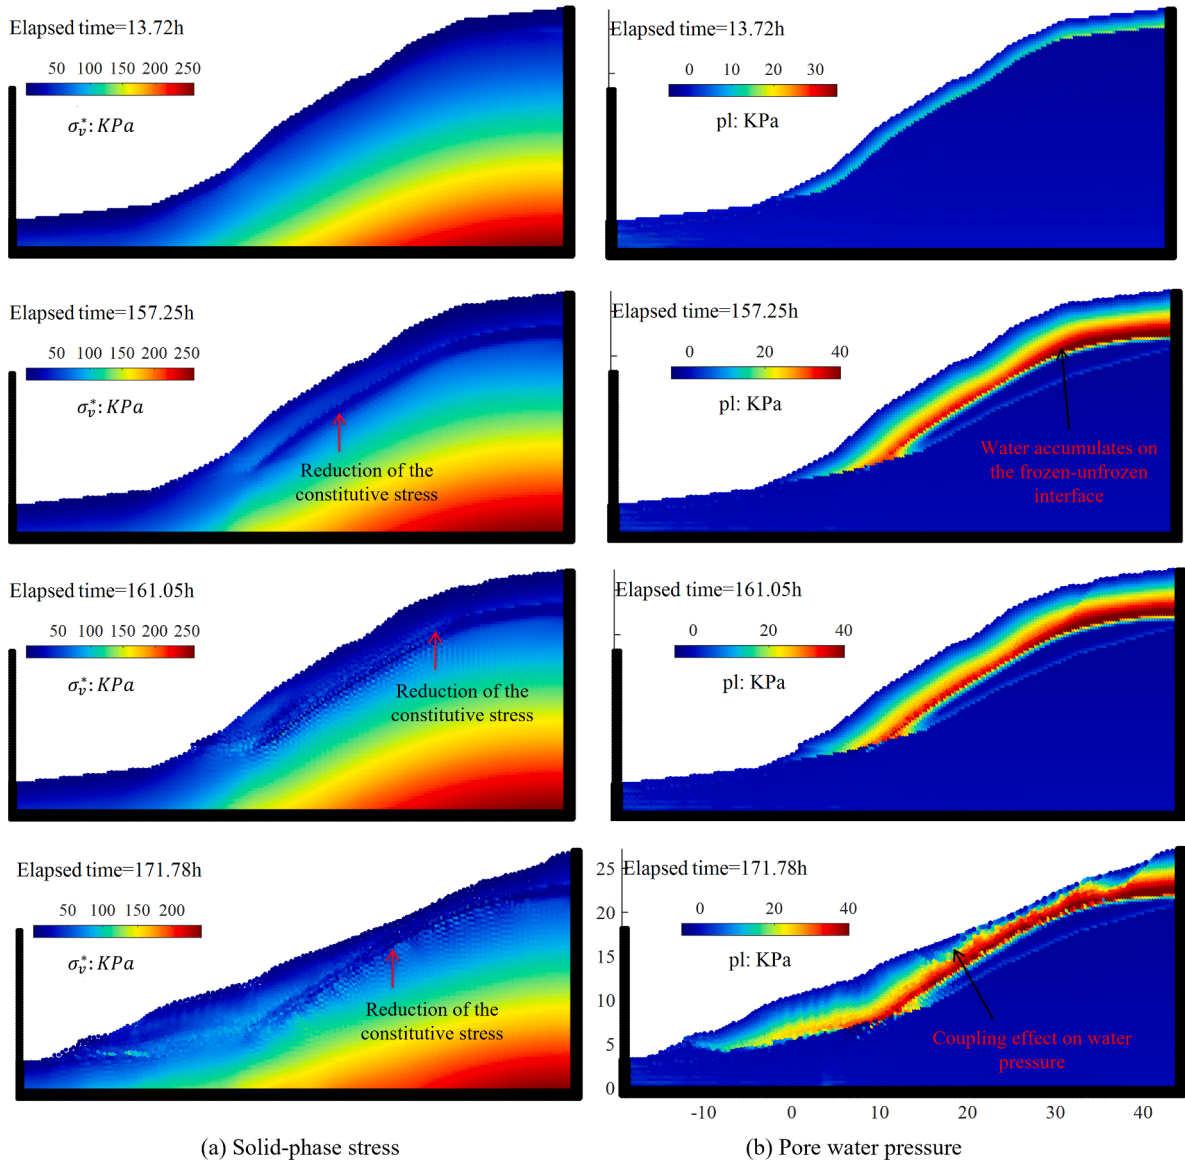 Elapsed time=13.72h
50 100 150 200 250
σ*v: KPa
Elapsed time=13.72h
0 10 20 30
pl: KPa
Elapsed time=157.25h
50 100 150 200 250
σ*v: KPa
Reduction of the
constitutive stress
Elapsed time=157.25h
0 20 40
pl: KPa
Water accumulates on
the frozen-unfrozen
interface
Elapsed time=161.05h
50 100 150 200 250
σ*v: KPa
Reduction of the
constitutive stress
Elapsed time=161.05h
0 20 40
pl: KPa
Elapsed time=171.78h
50 100 150 200
σ*v: KPa
Reduction of the
constitutive stress
Elapsed time=171.78h
0 20 40
pl: KPa
Coupling effect on water
pressure
25
20
15
10
5
0
-10 0 10 20 30 40
(a) Solid-phase stress
(b) Pore water pressure